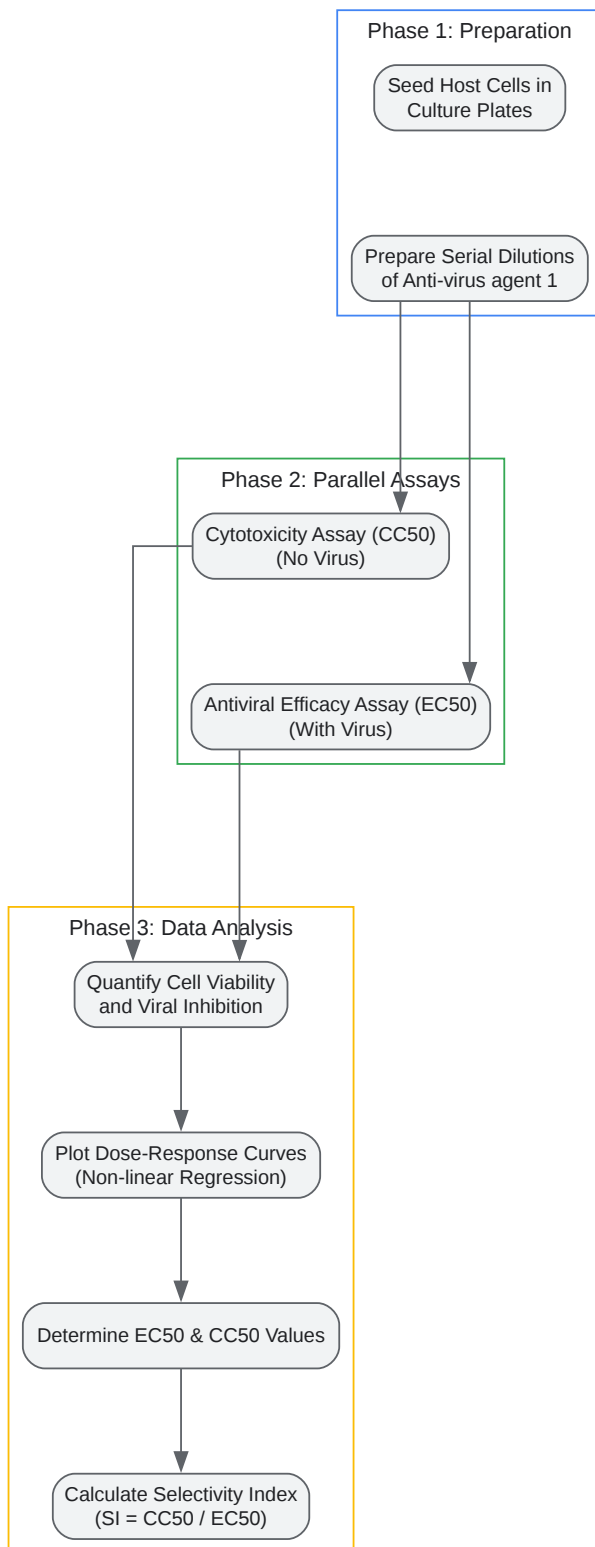 Phase 1: Preparation
Seed Host Cells in
Culture Plates
Prepare Serial Dilutions
of Anti-virus agent 1
Phase 2: Parallel Assays
Cytotoxicity Assay (CC50)
(No Virus)
Antiviral Efficacy Assay (EC50)
(With Virus)
Phase 3: Data Analysis
Quantify Cell Viability
and Viral Inhibition
Plot Dose-Response Curves
(Non-linear Regression)
Determine EC50 & CC50 Values
Calculate Selectivity Index
(SI = CC50 / EC50)